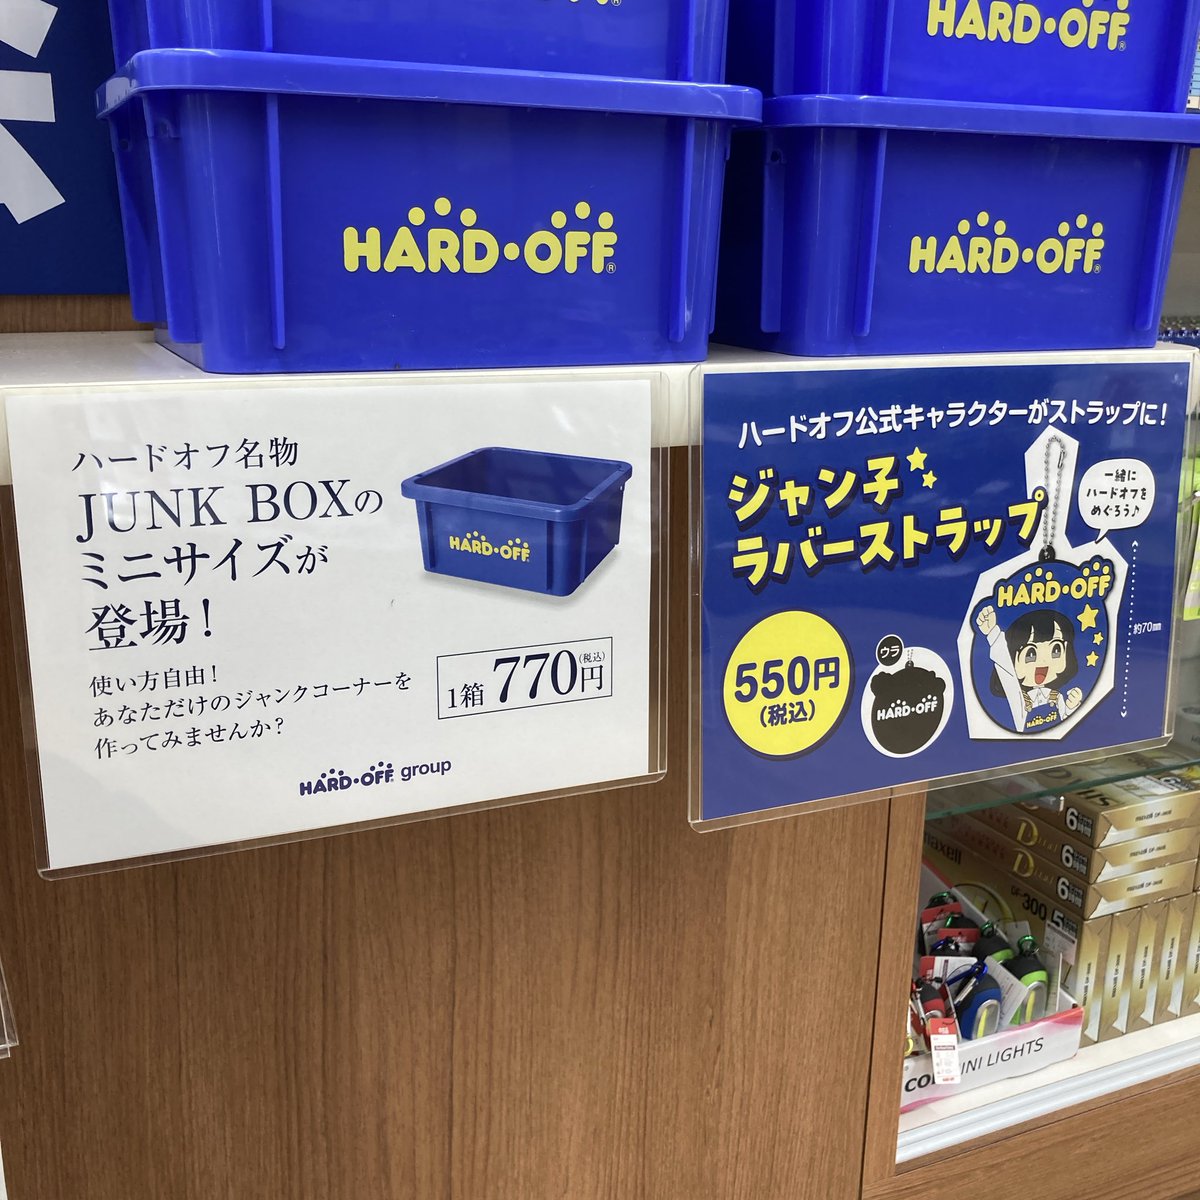 HARD・OFF
HARD・OFF®
HARD・OFF®
ハードオフ名物
JUNK BOXの
ミニサイズが
登場!
HARD・OFF
使い方自由!
あなただけのジャンクコーナーを
作ってみませんか?
1箱 770円(税込)
HARD・OFF group
ハードオフ公式キャラクターがストラップに!
ジャン子
ラバーストラップ
一緒に
ハードオフを
めぐろう♪
HARD・OFF
HARD・OFF
約70mm
550円
(税込)
ウラ
HARD・OFF
6時間
maxell
6時間
DF-300
MINI LIGHTS